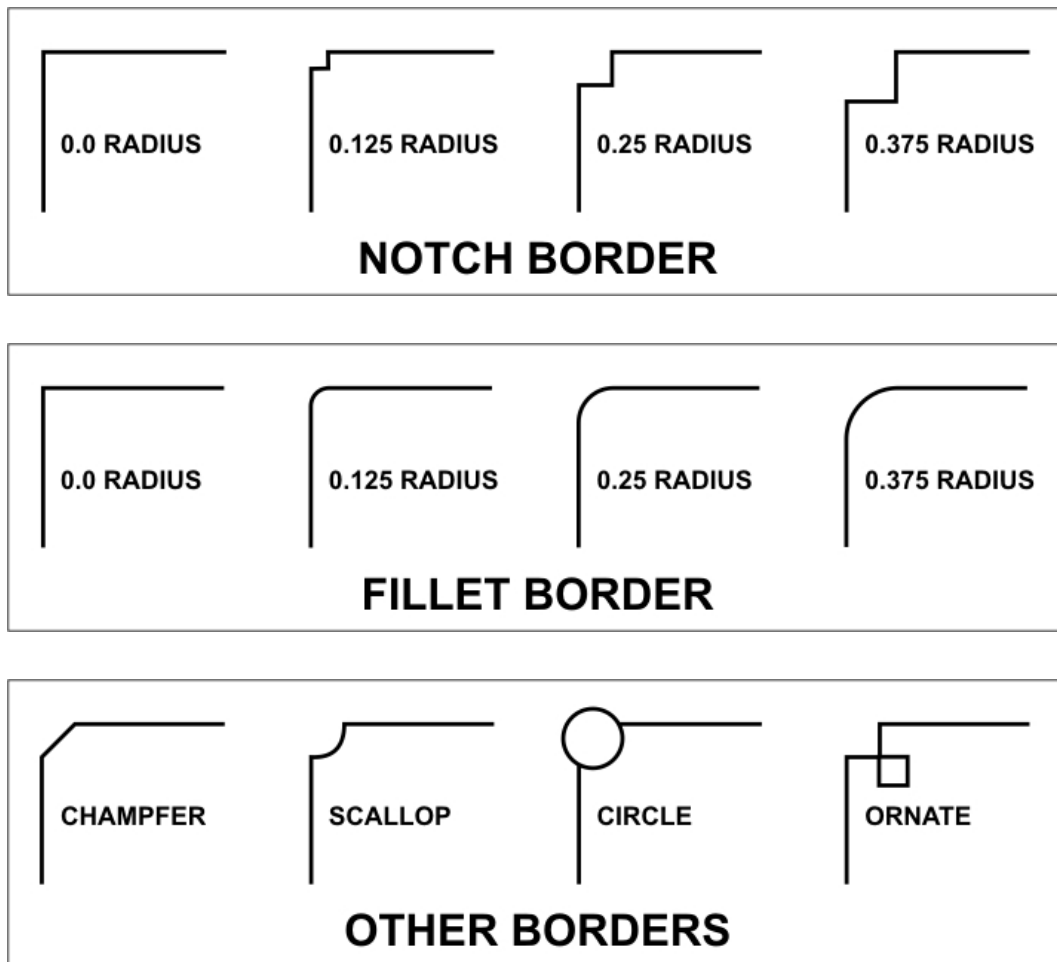 0.0 RADIUS 0.125 RADIUS 0.25 RADIUS 0.375 RADIUS
NOTCH BORDER
0.0 RADIUS 0.125 RADIUS 0.25 RADIUS 0.375 RADIUS
FILLET BORDER
CHAMPFER SCALLOP CIRCLE ORNATE
OTHER BORDERS